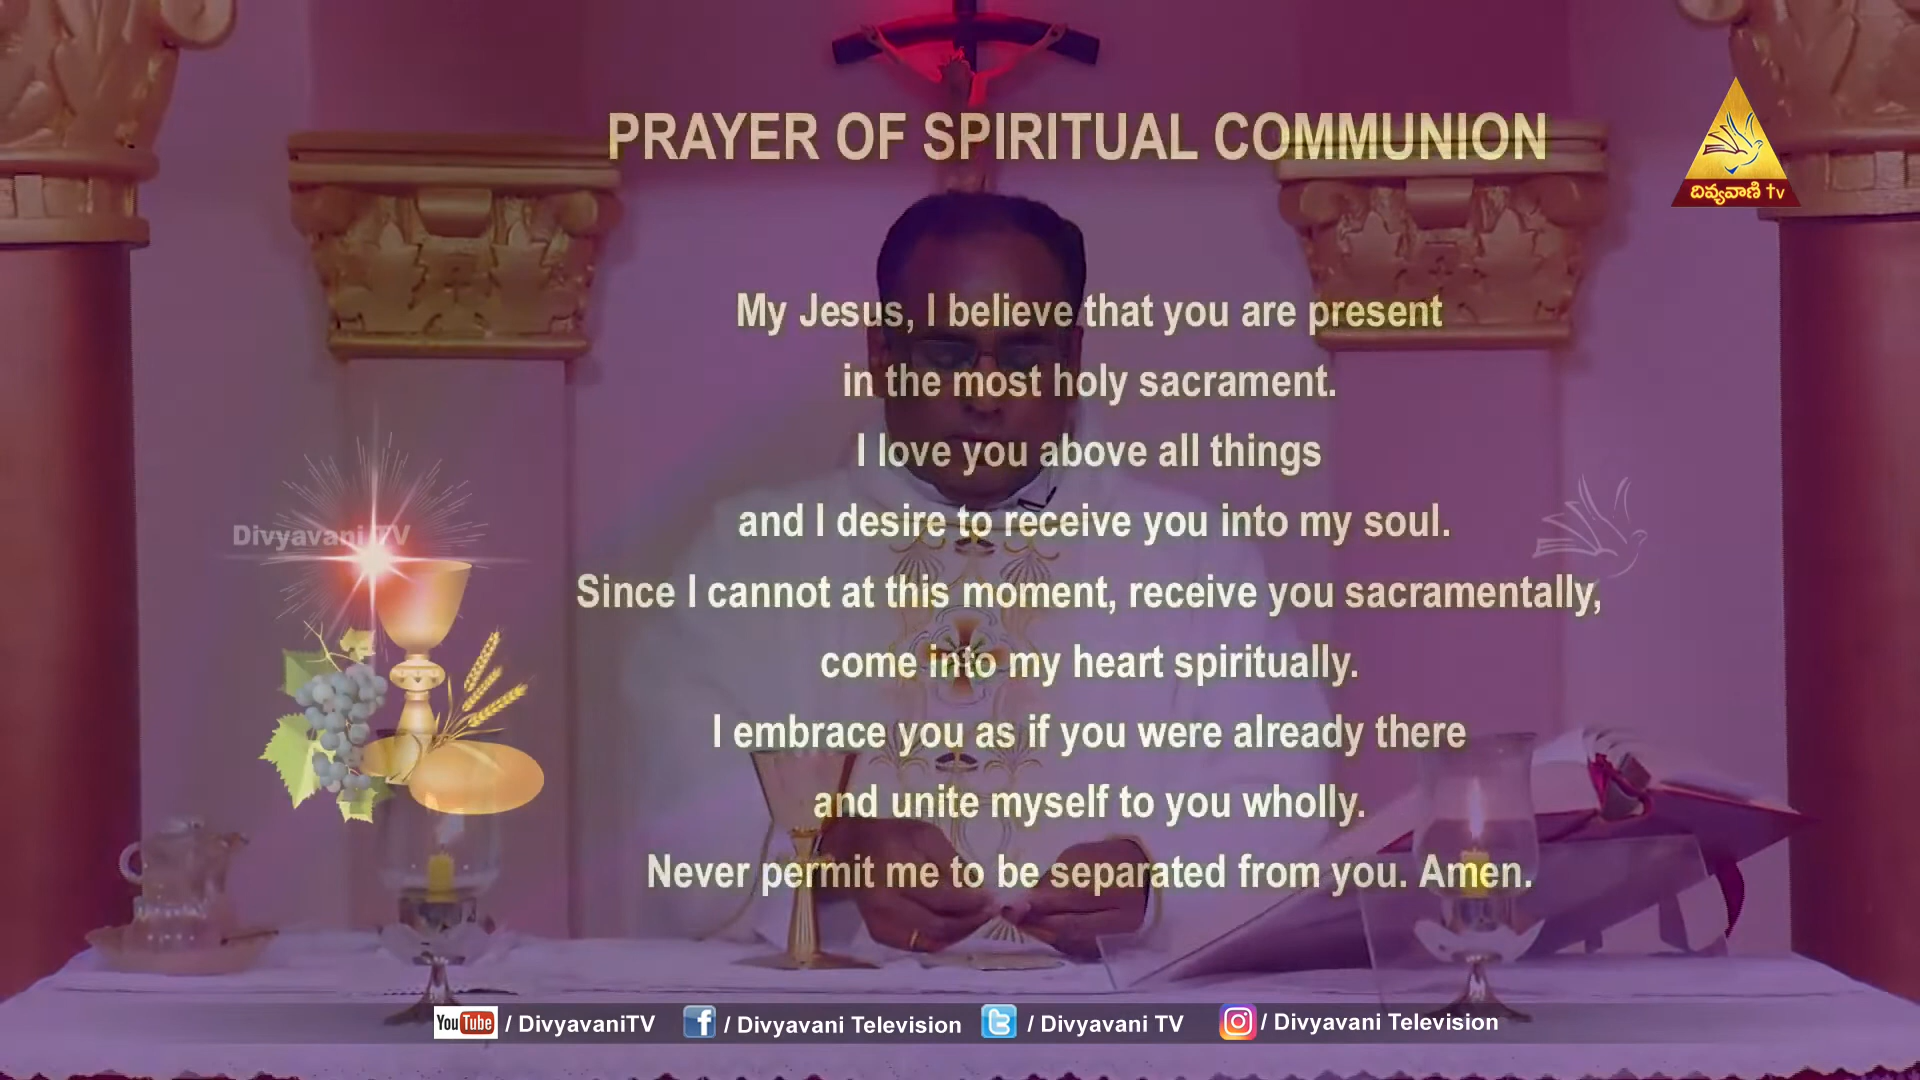 PRAYER OF SPIRITUAL COMMUNION
దివ్యవాణి tv
My Jesus, I believe that you are present
in the most holy sacrament.
I love you above all things
and I desire to receive you into my soul.
Divyavani TV
Since I cannot at this moment, receive you sacramentally,
come into my heart spiritually.
I embrace you as if you were already there
and unite myself to you wholly.
Never permit me to be separated from you. Amen.
YouTube / DivyavaniTV f / Divyavani Television / Divyavani TV / Divyavani Television